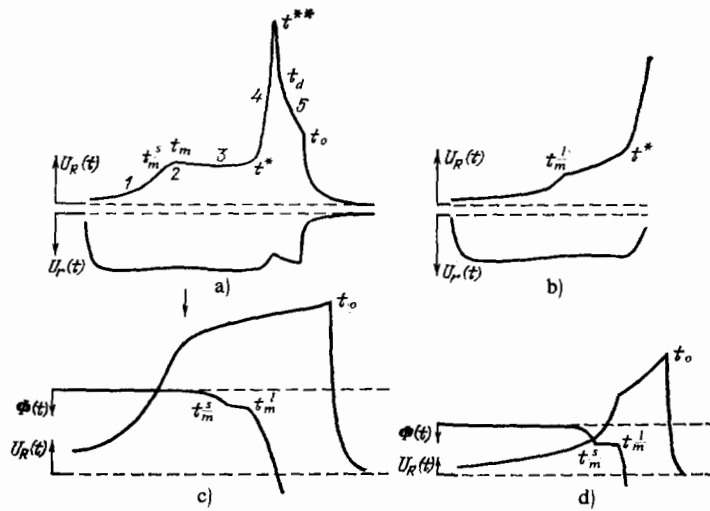 t**
t_d
4
5
t_m^s t_m
t_o
1
2
3
t*
U_R(t)
U_r(t)
a)
t_m^l
t*
U_R(t)
U_r(t)
b)
t_o
Φ(t)
t_m^s
t_m^l
U_R(t)
c)
t_o
Φ(t)
t_m^s
t_m^l
U_R(t)
d)